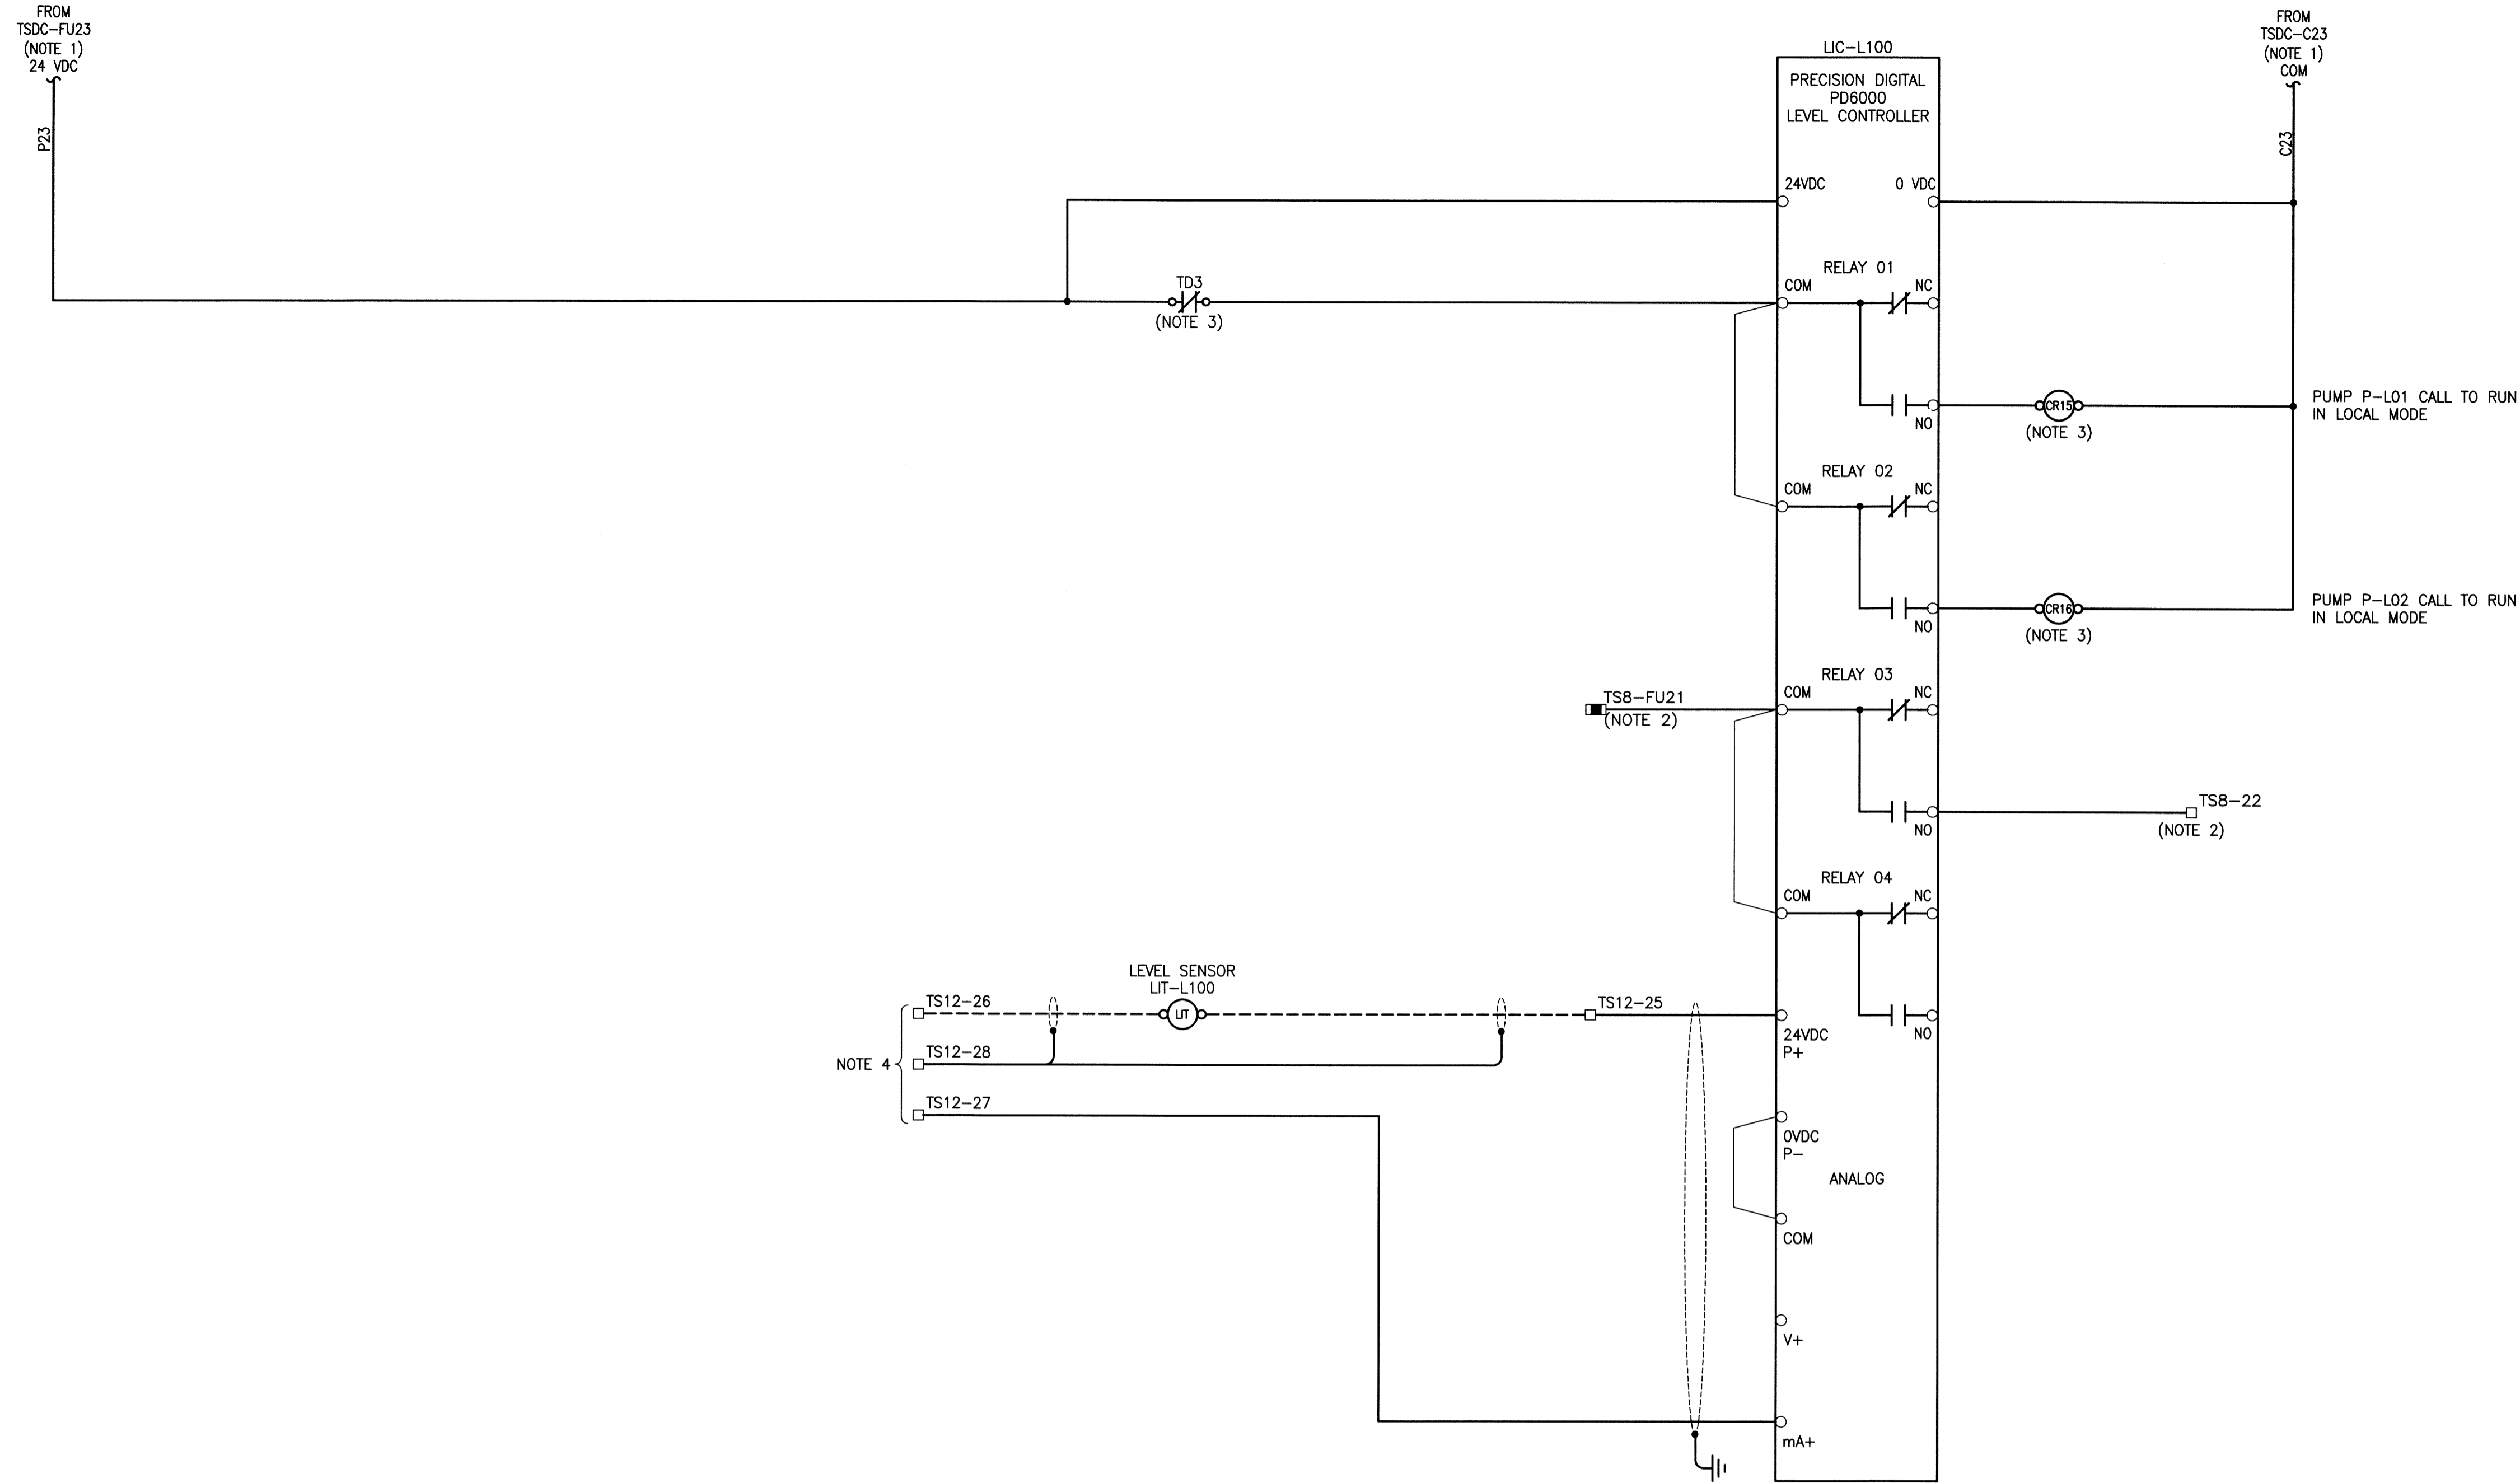 FROM
TSDC-FU23
(NOTE 1)
24 VDC
P23
FROM
TSDC-C23
(NOTE 1)
COM
C23
LIC-L100
PRECISION DIGITAL
PD6000
LEVEL CONTROLLER
24VDC
0 VDC
RELAY 01
COM
NC
TD3
(NOTE 3)
NO
CR15
(NOTE 3)
PUMP P-L01 CALL TO RUN
IN LOCAL MODE
RELAY 02
COM
NC
NO
CR16
(NOTE 3)
PUMP P-L02 CALL TO RUN
IN LOCAL MODE
RELAY 03
COM
NC
TS8-FU21
(NOTE 2)
NO
TS8-22
(NOTE 2)
RELAY 04
COM
NC
NO
LEVEL SENSOR
LIT-L100
LIT
TS12-26
TS12-25
TS12-28
NOTE 4
TS12-27
24VDC
P+
0VDC
P-
ANALOG
COM
V+
mA+